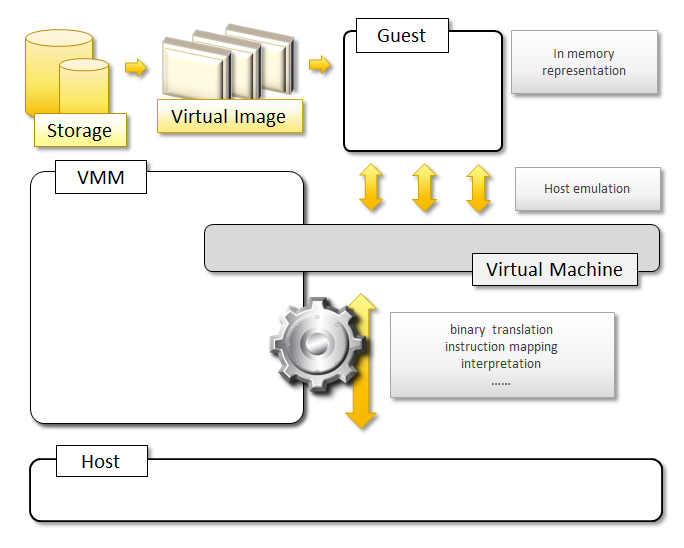 Guest
In memory
representation
Virtual Image
Storage
VMM
Host emulation
Virtual Machine
binary translation
instruction mapping
interpretation
......
Host